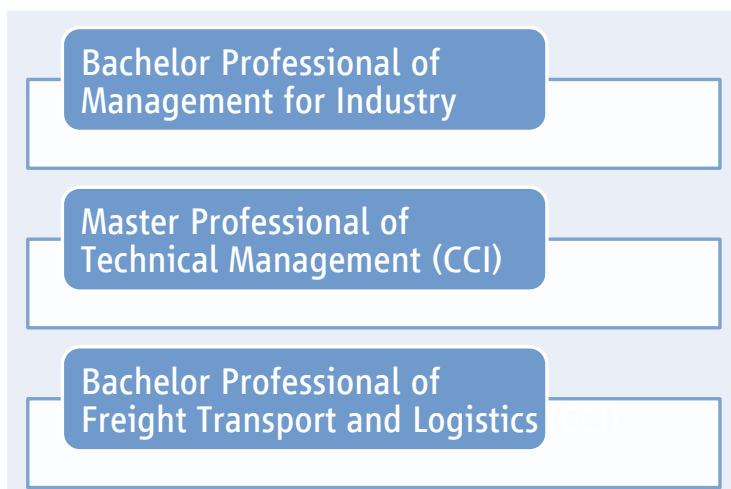 Bachelor Professional of
Management for Industry
Master Professional of
Technical Management (CCI)
Bachelor Professional of
Freight Transport and Logistics (CCI)